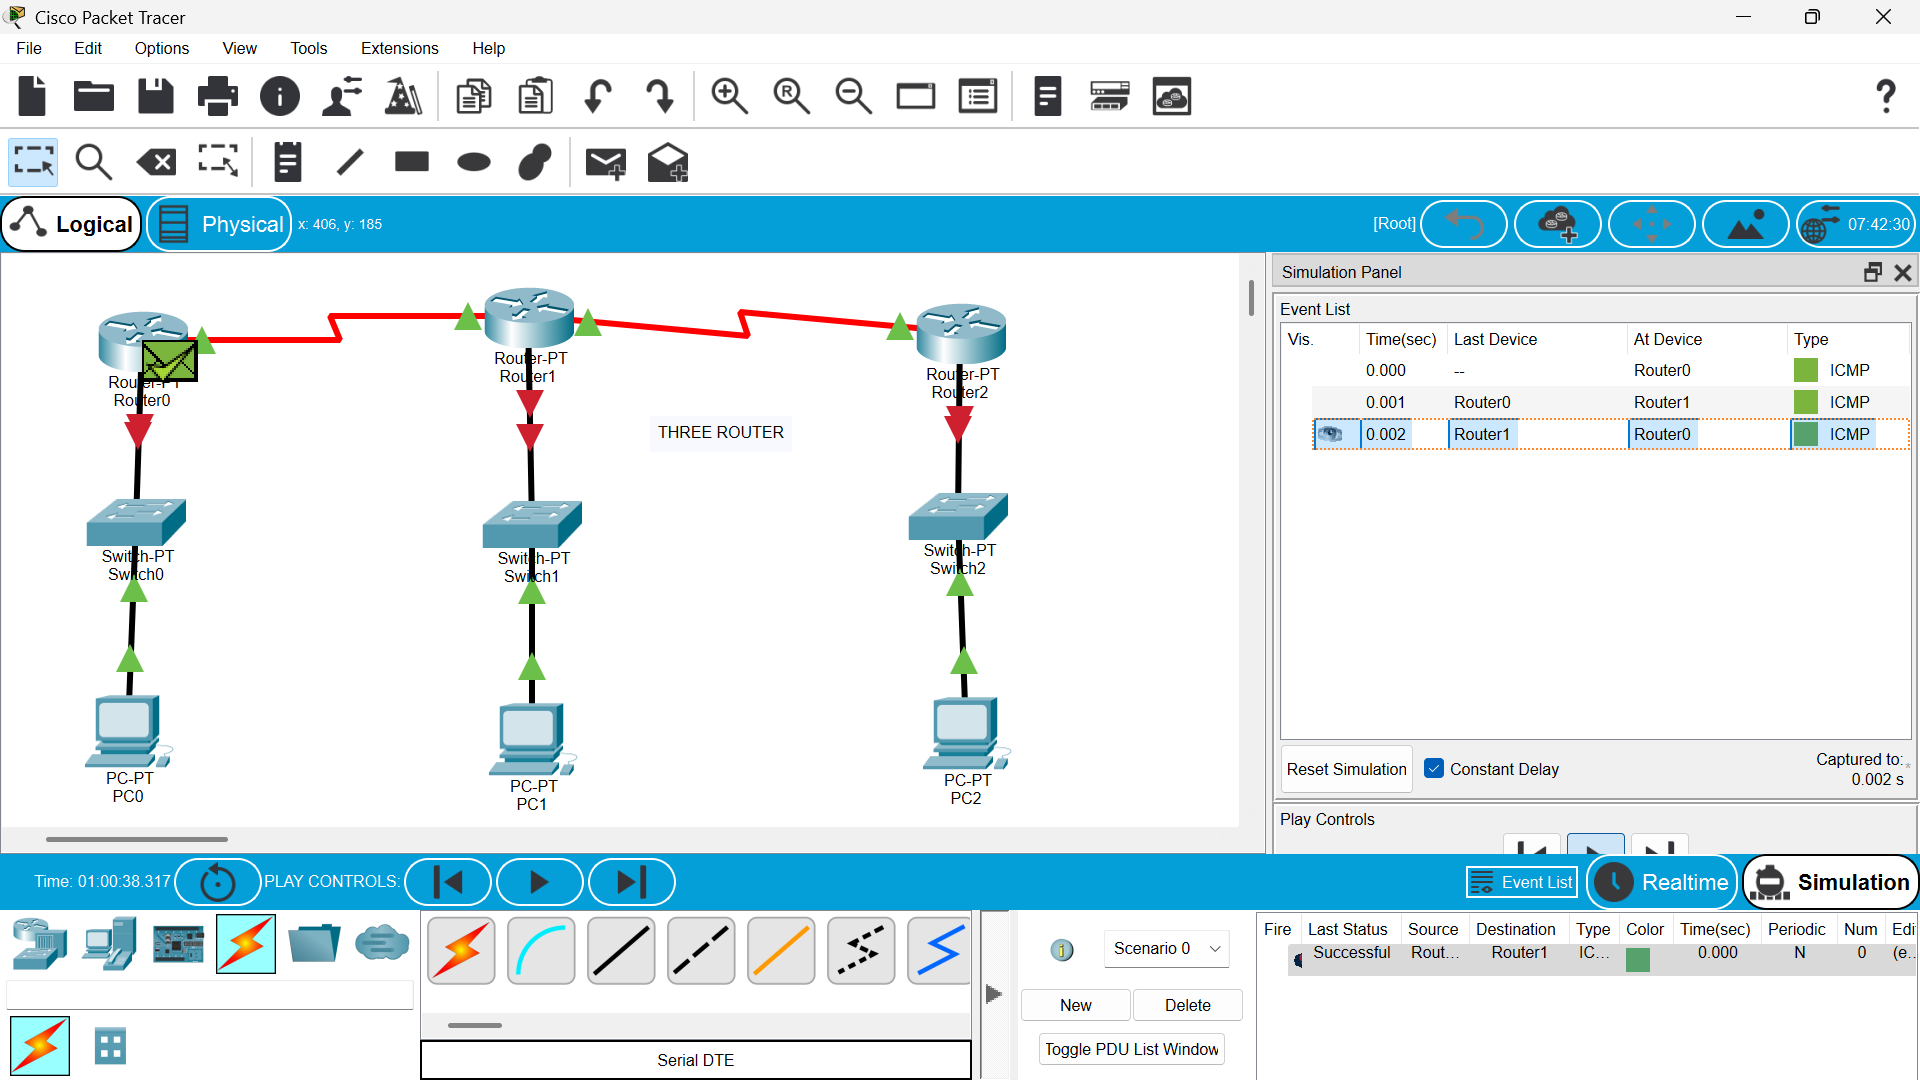 Cisco Packet Tracer
File Edit Options View Tools Extensions Help
Logical Physical x: 406, y: 185 [Root] 07:42:30
Router-PT
Router0
Router-PT
Router1
Router-PT
Router2
THREE ROUTER
Switch-PT
Switch0
Switch-PT
Switch1
Switch-PT
Switch2
PC-PT
PC0
PC-PT
PC1
PC-PT
PC2
Simulation Panel
Event List
Vis. Time(sec) Last Device At Device Type
0.000 -- Router0 ICMP
0.001 Router0 Router1 ICMP
0.002 Router1 Router0 ICMP
Reset Simulation Constant Delay Captured to:*
0.002 s
Play Controls
Time: 01:00:38.317 PLAY CONTROLS: Event List Realtime Simulation
Serial DTE
Scenario 0
New Delete
Toggle PDU List Window
Fire Last Status Source Destination Type Color Time(sec) Periodic Num Edi
Successful Rout... Router1 IC... 0.000 N 0 (e...